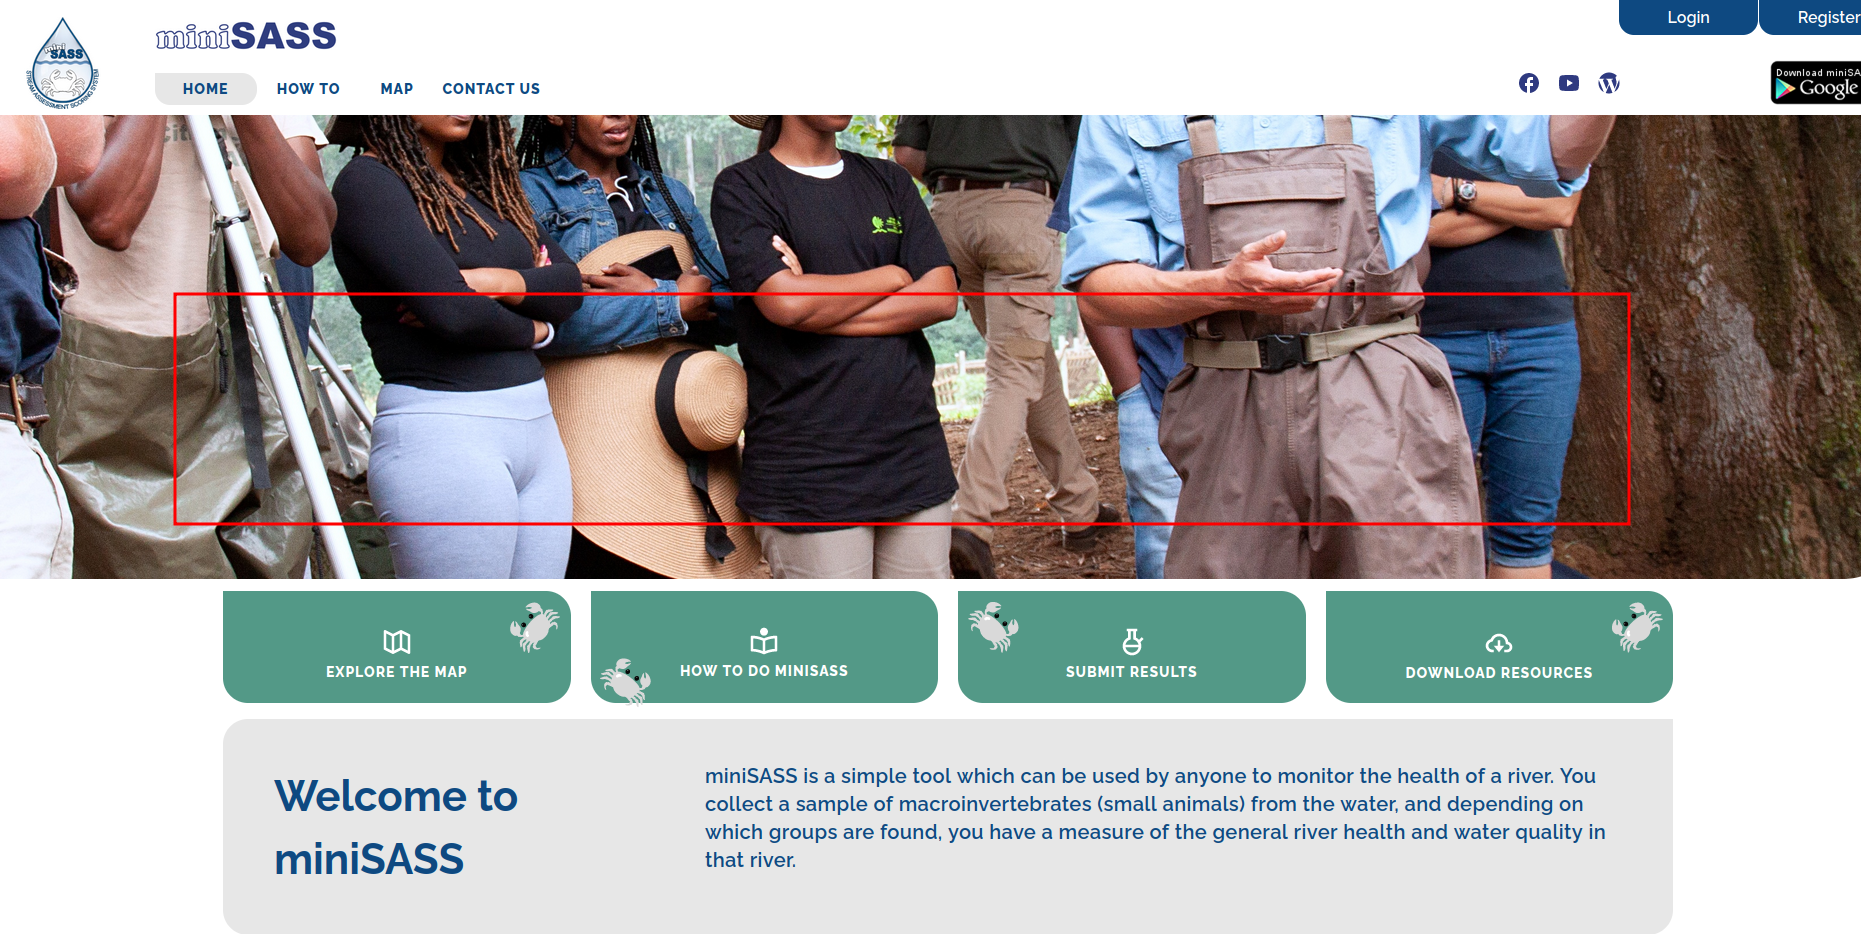 Login
Register
miniSASS
mini
SASS
STREAM ASSESSMENT SCORING SYSTEM
HOME
HOW TO
MAP
CONTACT US
Download miniSA
Google
EXPLORE THE MAP
HOW TO DO MINISASS
SUBMIT RESULTS
DOWNLOAD RESOURCES
Welcome to
miniSASS
miniSASS is a simple tool which can be used by anyone to monitor the health of a river. You
collect a sample of macroinvertebrates (small animals) from the water, and depending on
which groups are found, you have a measure of the general river health and water quality in
that river.